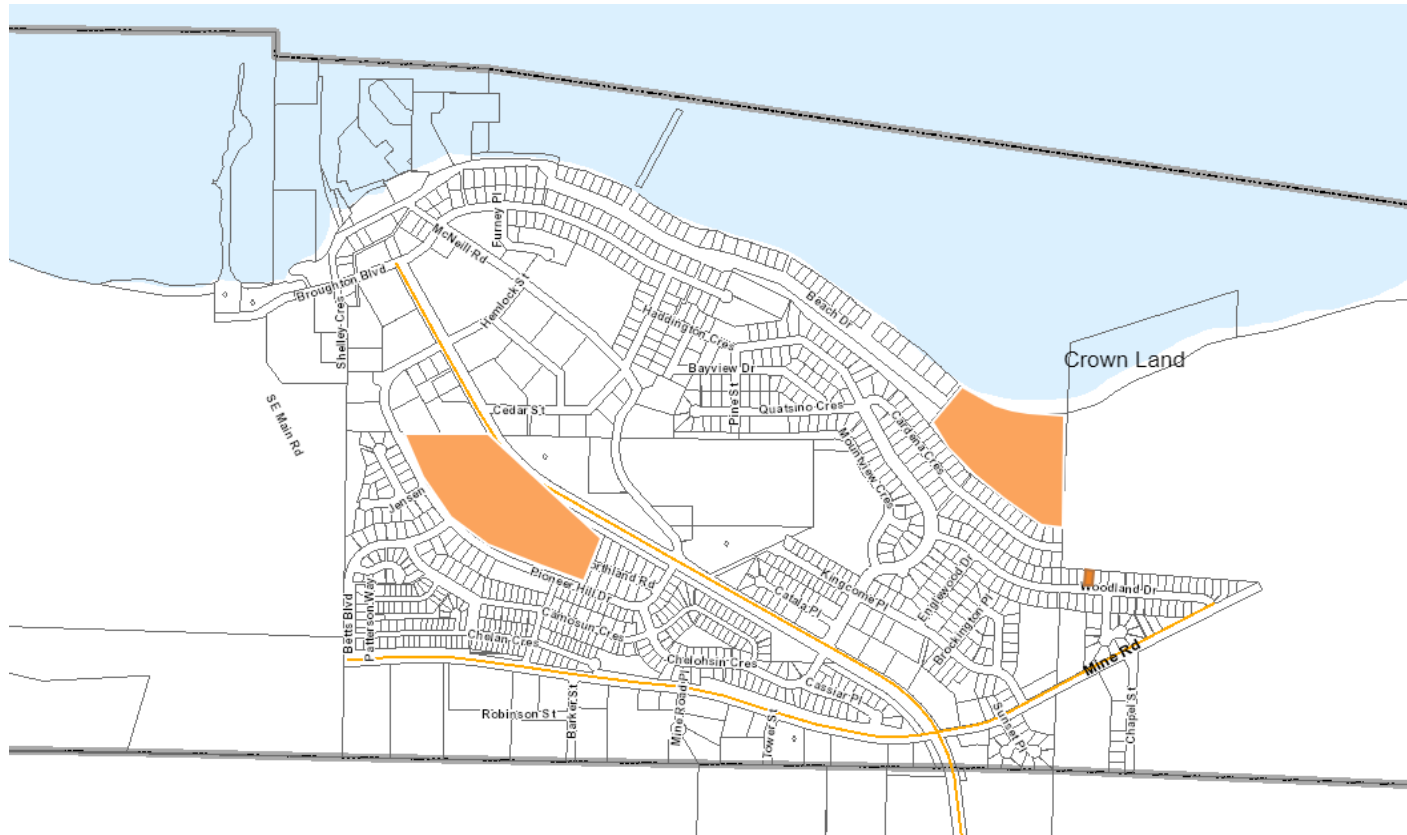 Furney Pl
McNeill Rd
Broughton Blvd
Hemlock St
Shelley Cres
Beach Dr
Haddington Cres
Crown Land
Bayview Dr
Pine St
Quatsino Cres
Cedar St
SE Main Rd
Cardena Cres
Mountview Cres
Jensen
orthland Rd
Pioneer Hill Dr
Kingcome Pl
Englewood Dr
Woodland Dr
Catala Pl
Betts Blvd
Patterson Way
Camosun Cres
Brockington Pl
Chelan Cres
Chelohsin Cres
Mine Rd
Cassiar Pl
Robinson St
Barker St
Mine Road Pl
Tower St
Sunset Pl
Chapel St